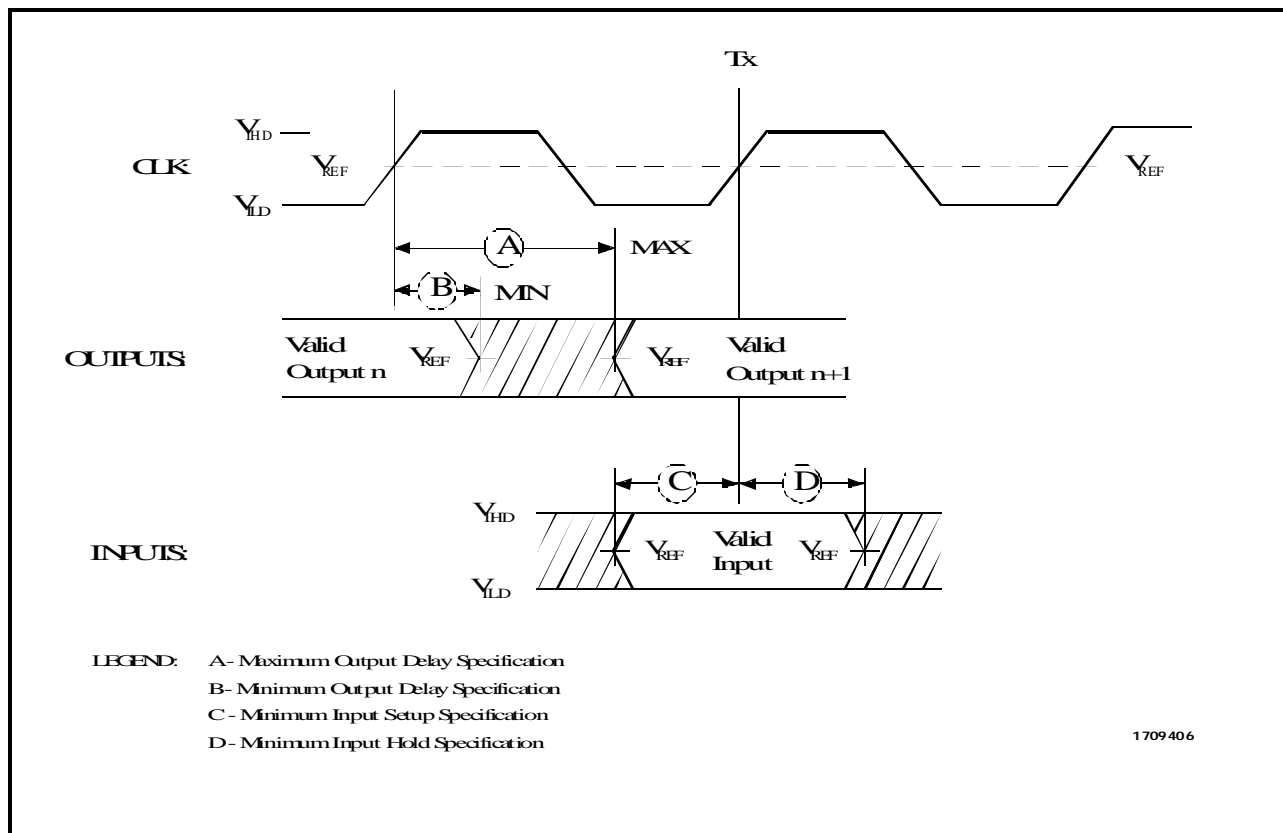 Tx
VIHD
CLK:
VREF
VREF
VILD
A
MAX
B
MIN
OUTPUTS:
Valid
Output n
VREF
VREF
Valid
Output n+1
C
D
VIHD
INPUTS:
VREF
Valid
Input
VREF
VILD
LEGEND: A - Maximum Output Delay Specification
B - Minimum Output Delay Specification
C - Minimum Input Setup Specification
D - Minimum Input Hold Specification
1709406